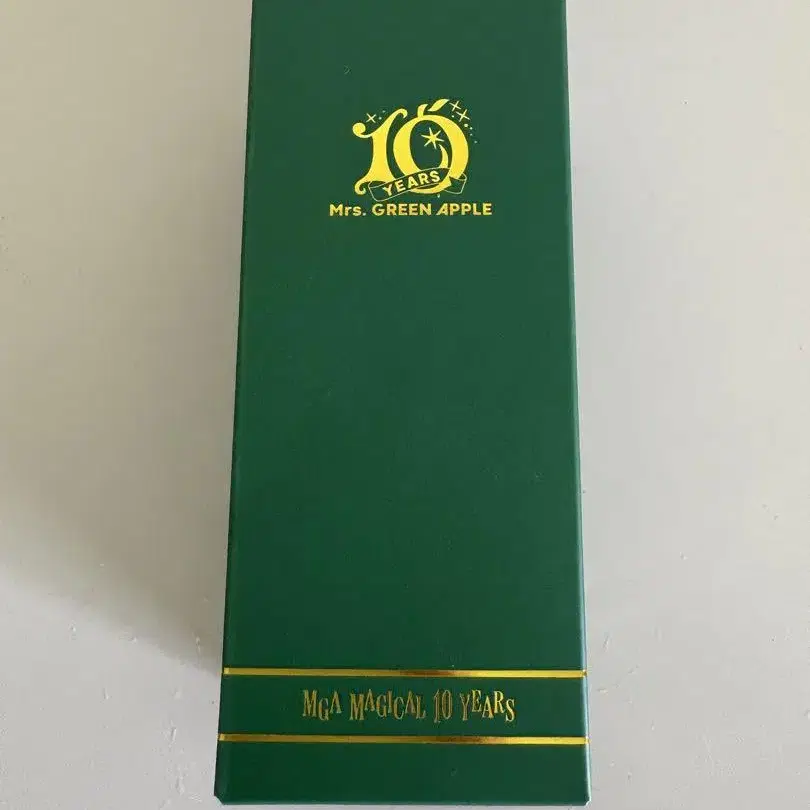 10
YEARS
Mrs. GREEN APPLE
MGA MAGICAL 10 YEARS